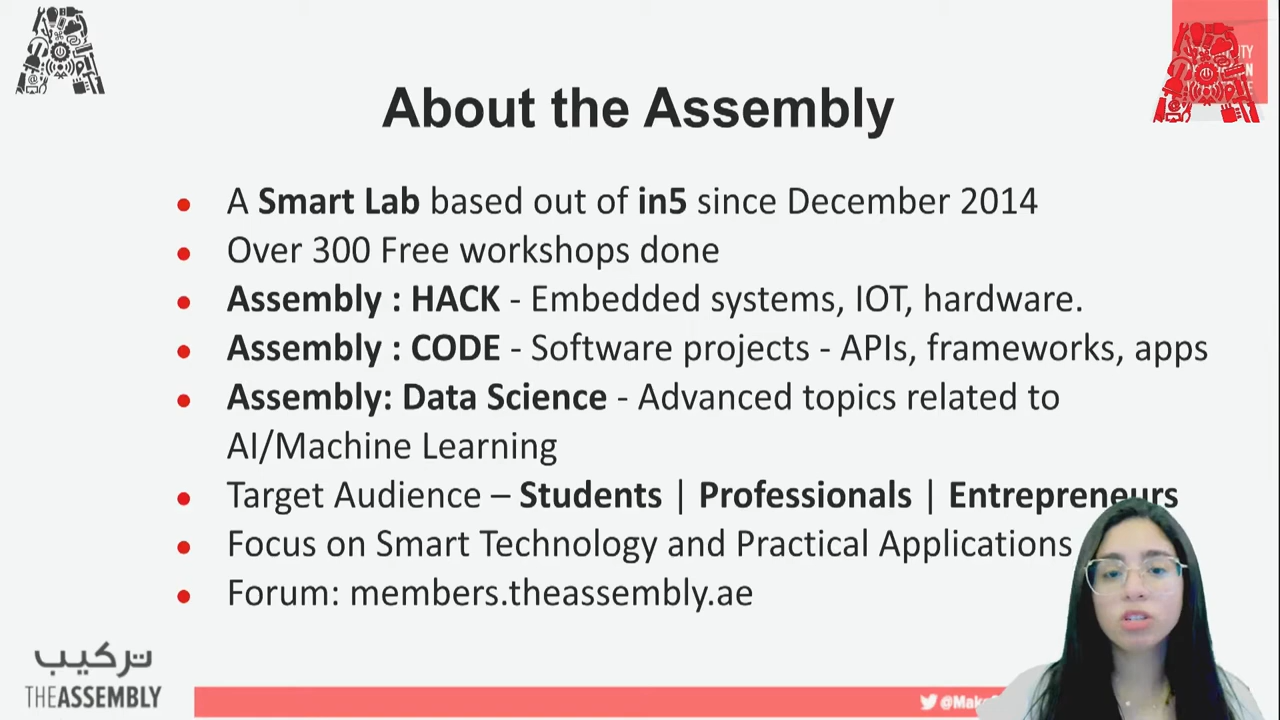 About the Assembly
A Smart Lab based out of in5 since December 2014
Over 300 Free workshops done
Assembly : HACK - Embedded systems, IOT, hardware.
Assembly : CODE - Software projects - APIs, frameworks, apps
Assembly: Data Science - Advanced topics related to
AI/Machine Learning
Target Audience – Students | Professionals | Entrepreneurs
Focus on Smart Technology and Practical Applications
Forum: members.theassembly.ae
تركيب
THEASSEMBLY